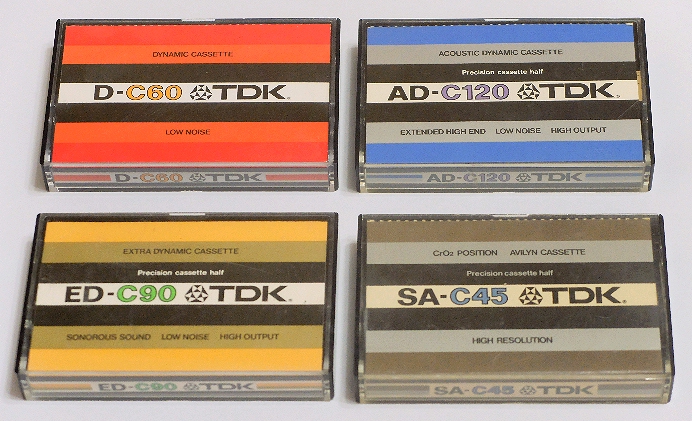 DYNAMIC CASSETTE
D-C60 TDK
LOW NOISE
D-C60 TDK
ACOUSTIC DYNAMIC CASSETTE
Precision cassette half
AD-C120 TDK
EXTENDED HIGH END LOW NOISE HIGH OUTPUT
AD-C120 TDK
EXTRA DYNAMIC CASSETTE
Precision cassette half
ED-C90 TDK
SONOROUS SOUND LOW NOISE HIGH OUTPUT
ED-C90 TDK
CrO₂ POSITION AVILYN CASSETTE
Precision cassette half
SA-C45 TDK
HIGH RESOLUTION
SA-C45 TDK